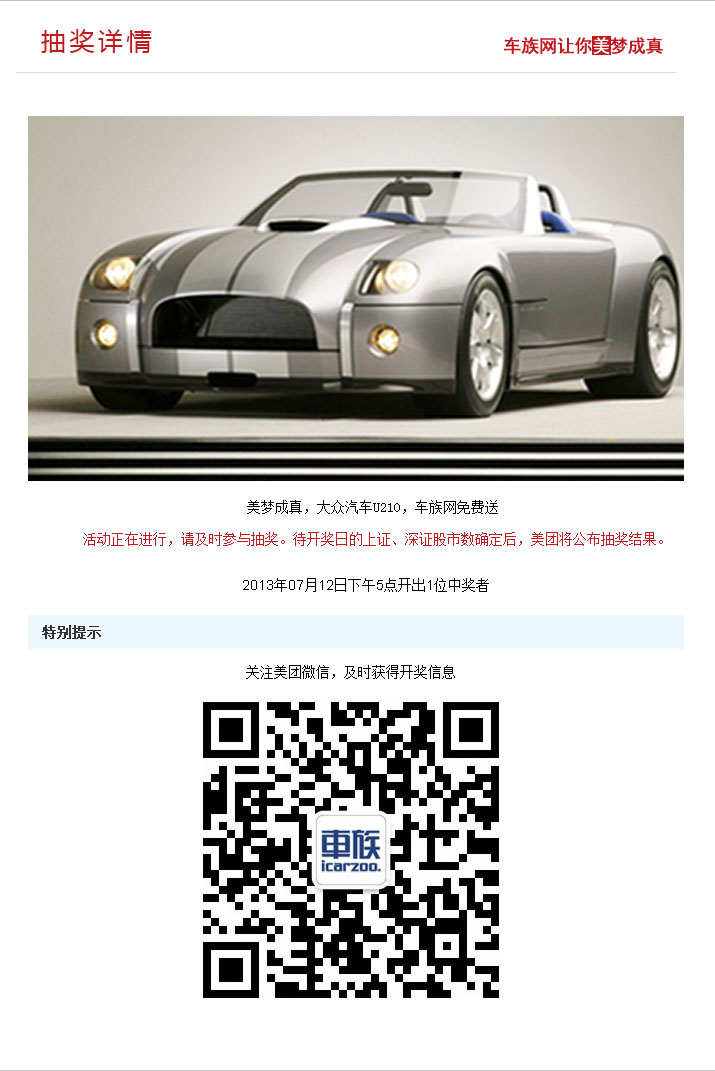 抽奖详情
车族网让你美梦成真
美梦成真，大众汽车U210，车族网免费送
活动正在进行，请及时参与抽奖。待开奖日的上证、深证股市数确定后，美团将公布抽奖结果。
2013年07月12日下午5点开出1位中奖者
特别提示
关注美团微信，及时获得开奖信息
車族
icarzoo.